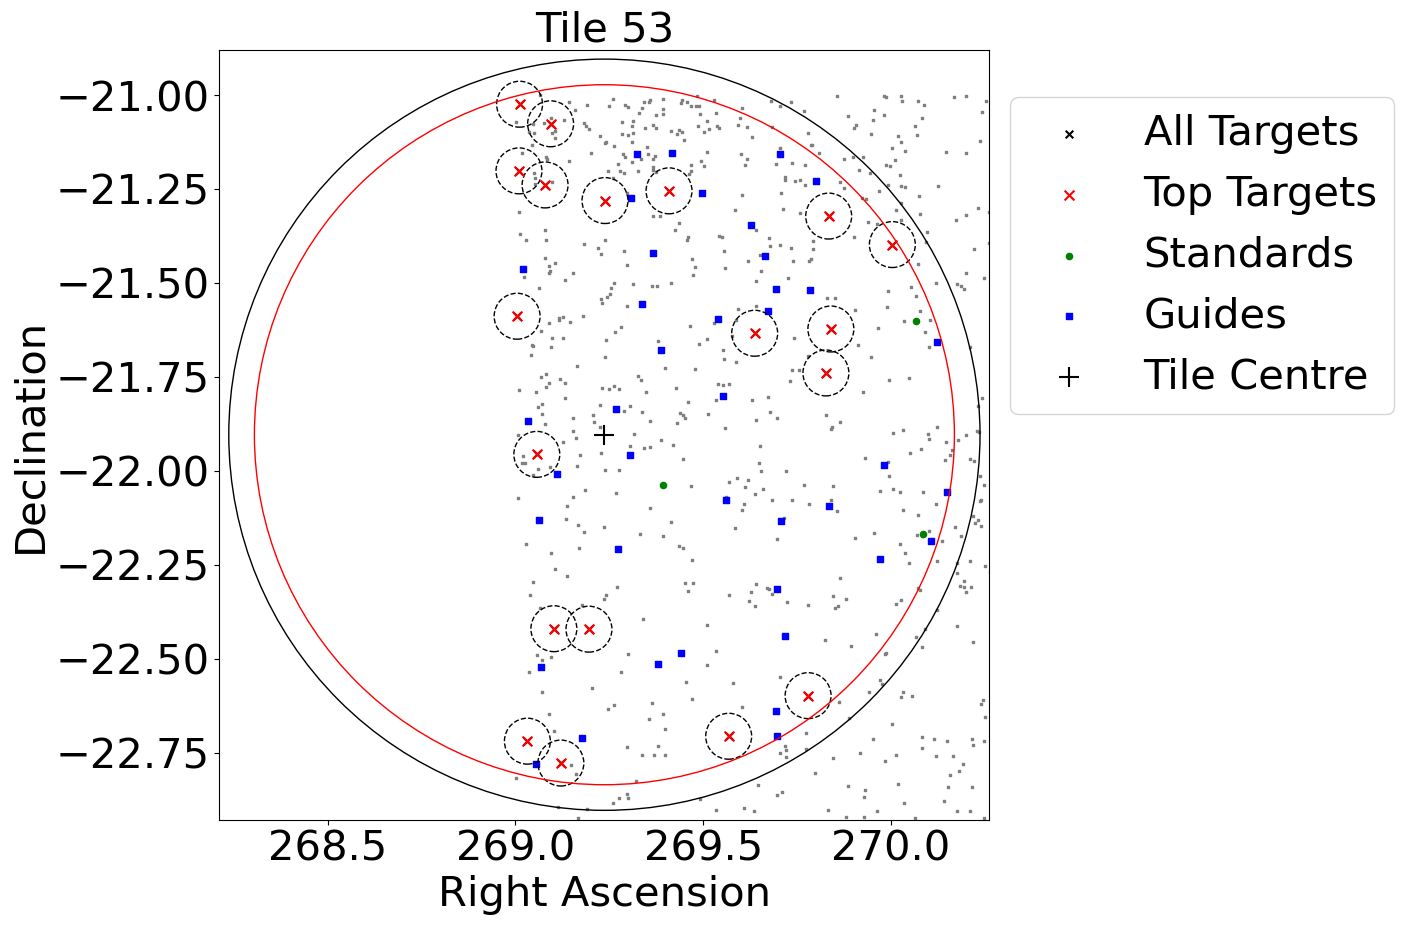 Tile 53
−21.00
−21.25
−21.50
−21.75
−22.00
−22.25
−22.50
−22.75
Declination
268.5 269.0 269.5 270.0
Right Ascension
All Targets
Top Targets
Standards
Guides
Tile Centre